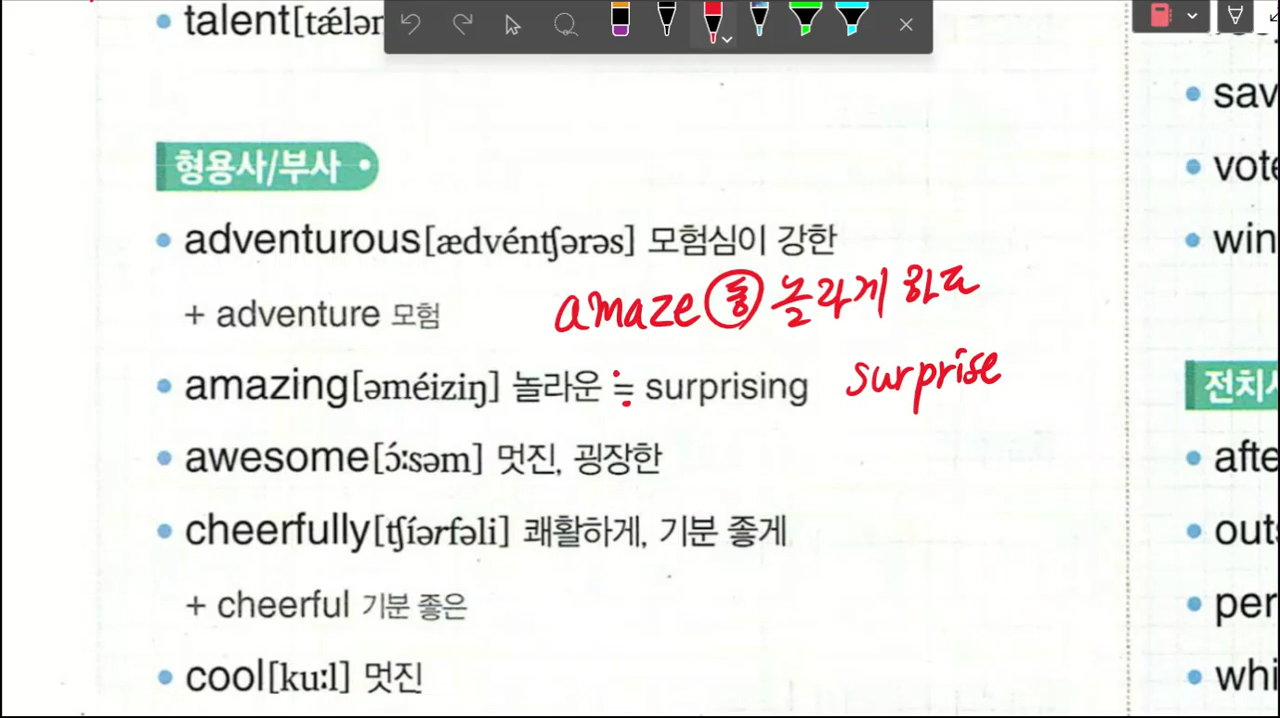 talent[tǽlər
형용사/부사
adventurous[ædvéntʃərəs] 모험심이 강한
+ adventure 모험
amaze 동 놀라게 하다
amazing[əméiziŋ] 놀라운 ≒ surprising
surprise
awesome[ɔ́ːsəm] 멋진, 굉장한
cheerfully[tʃíərfəli] 쾌활하게, 기분 좋게
+ cheerful 기분 좋은
cool[kuːl] 멋진
sav
vote
win
전치사
afte
outs
per
whi